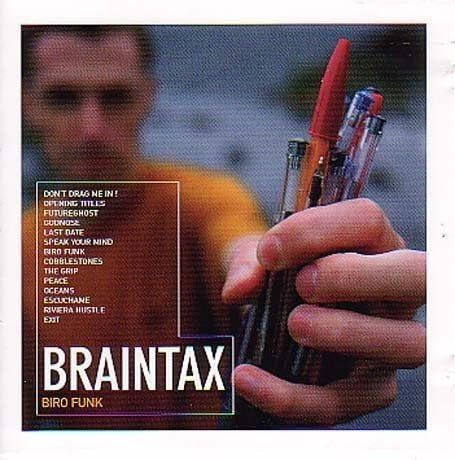 DON'T DRAG ME IN!
OPENING TITLES
FUTUREGHOST
GODNOSE
LAST DATE
SPEAK YOUR MIND
BIRO FUNK
COBBLESTONES
THE GRIP
PEACE
OCEANS
ESCUCHAME
RIVIERA HUSTLE
EXIT
BRAINTAX
BIRO FUNK